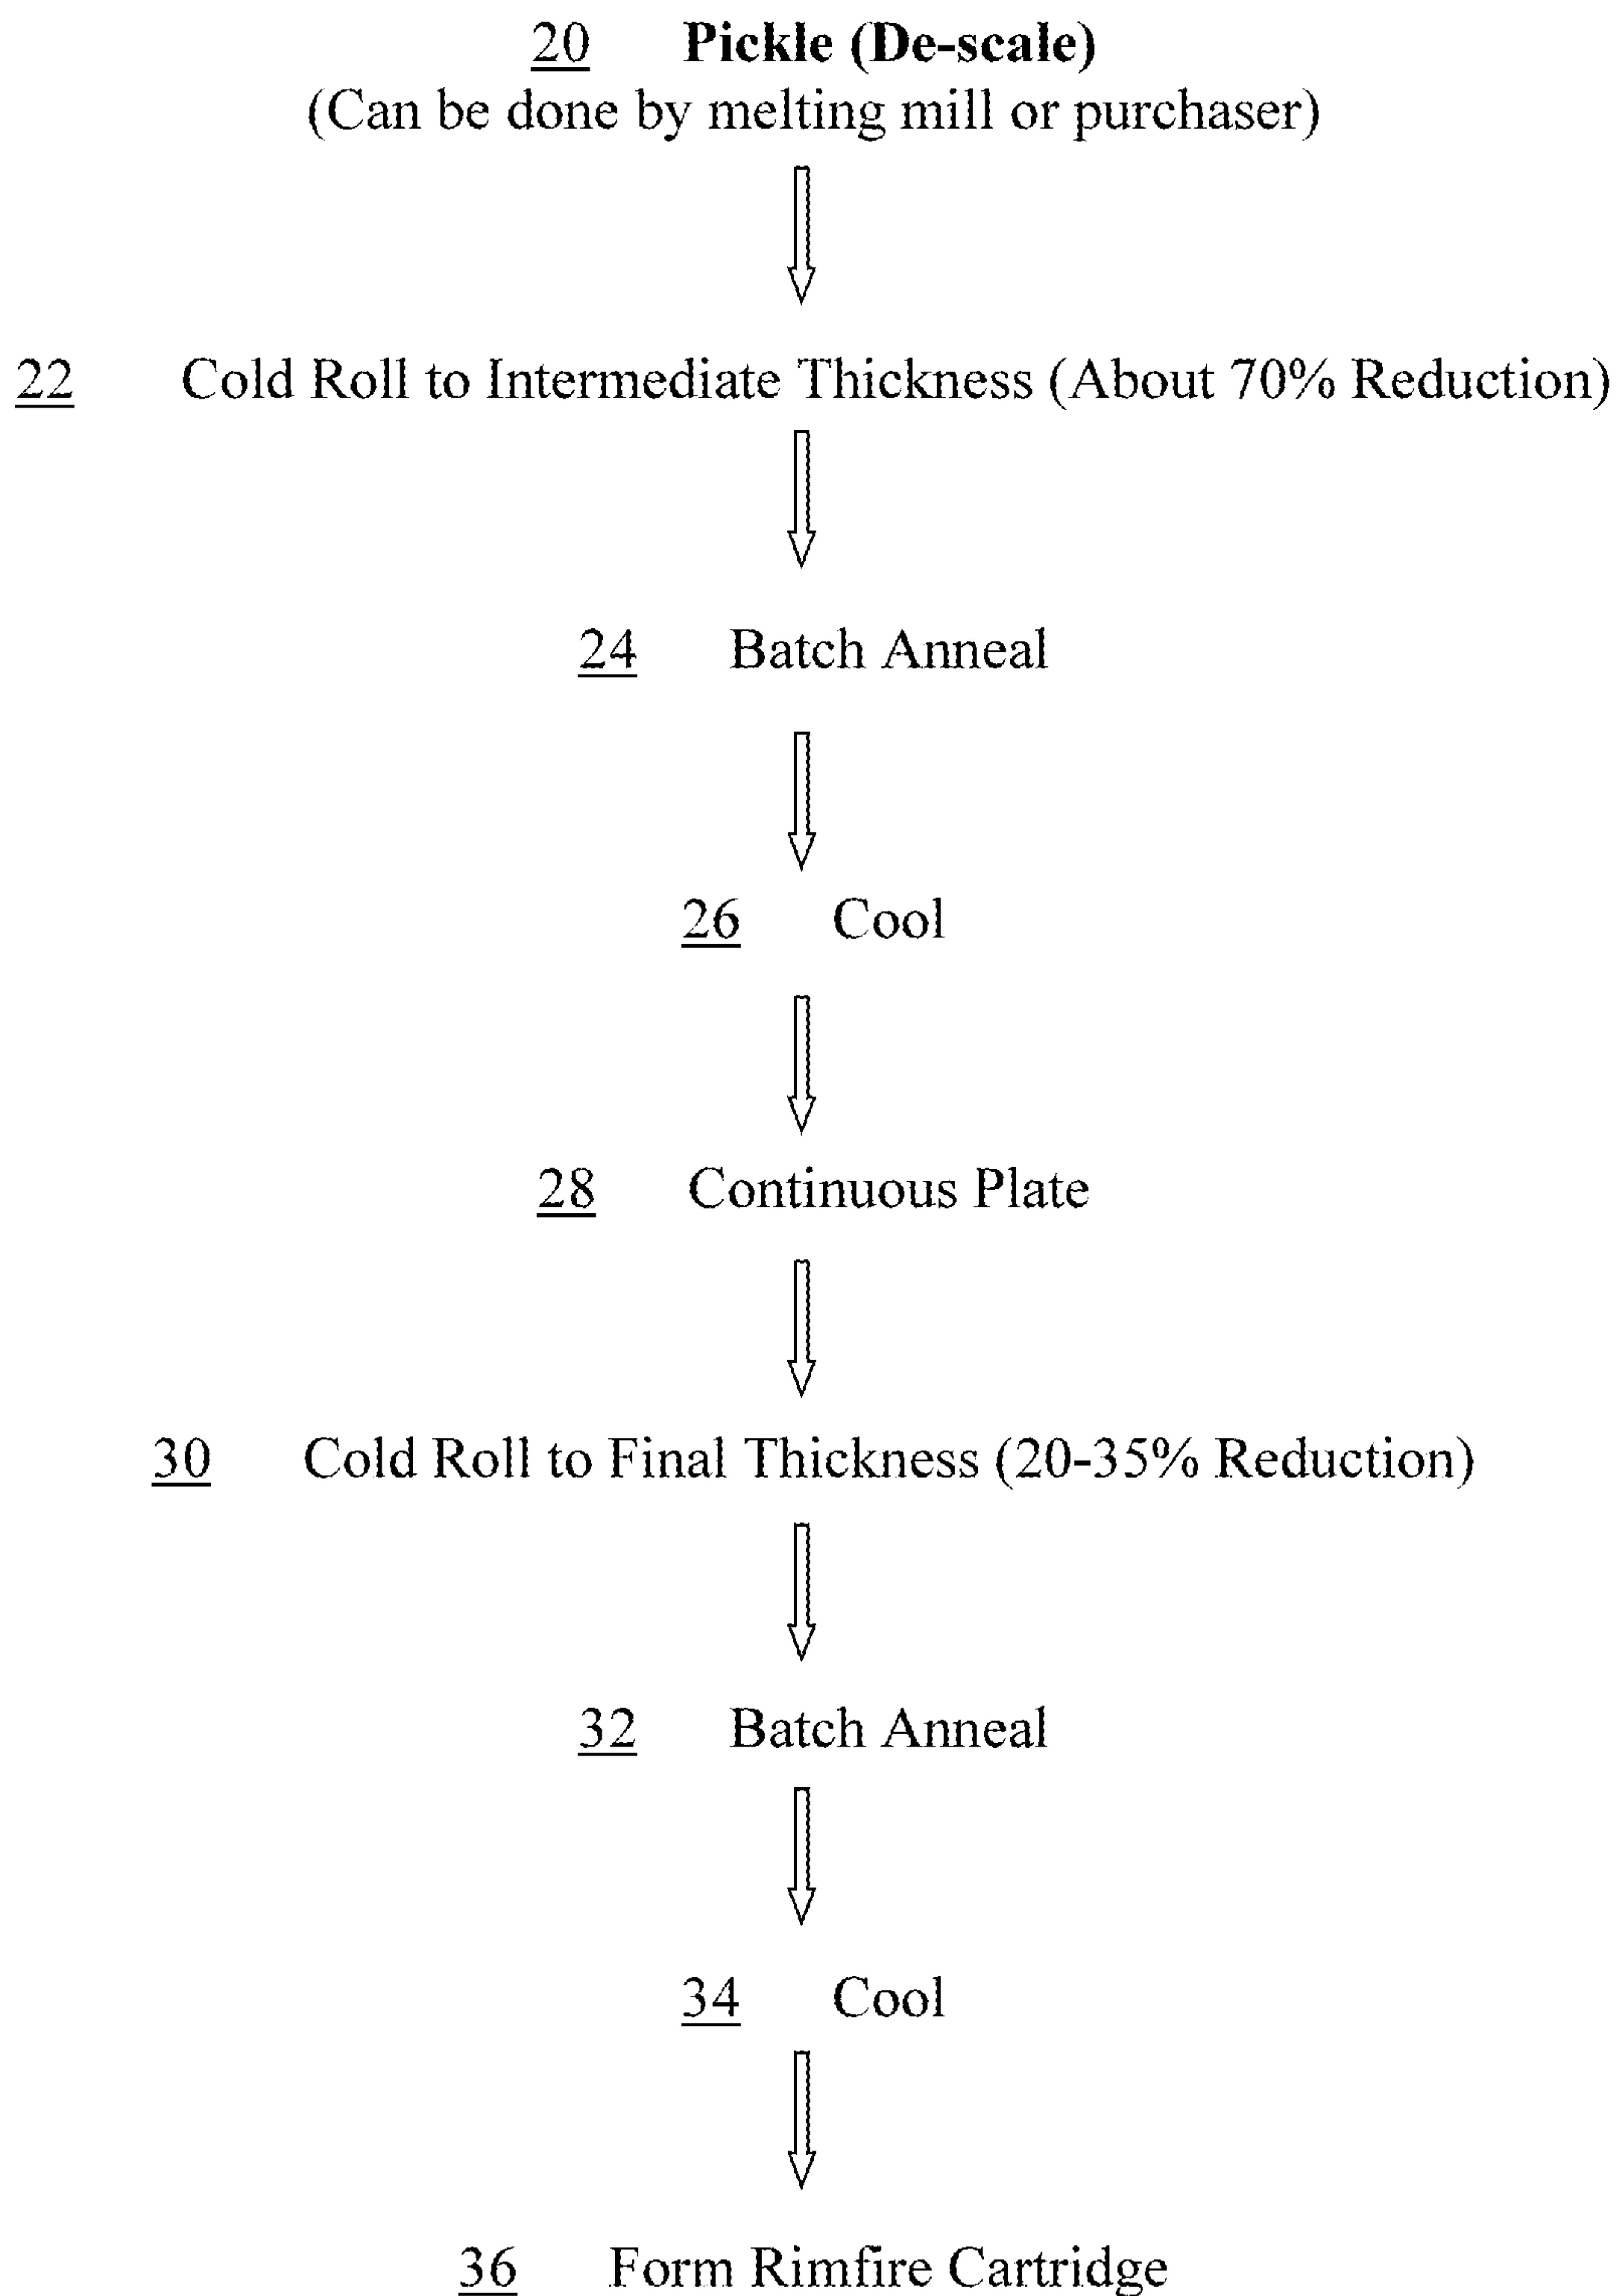 20 Pickle (De-scale)
(Can be done by melting mill or purchaser)
22 Cold Roll to Intermediate Thickness (About 70% Reduction)
24 Batch Anneal
26 Cool
28 Continuous Plate
30 Cold Roll to Final Thickness (20-35% Reduction)
32 Batch Anneal
34 Cool
36 Form Rimfire Cartridge